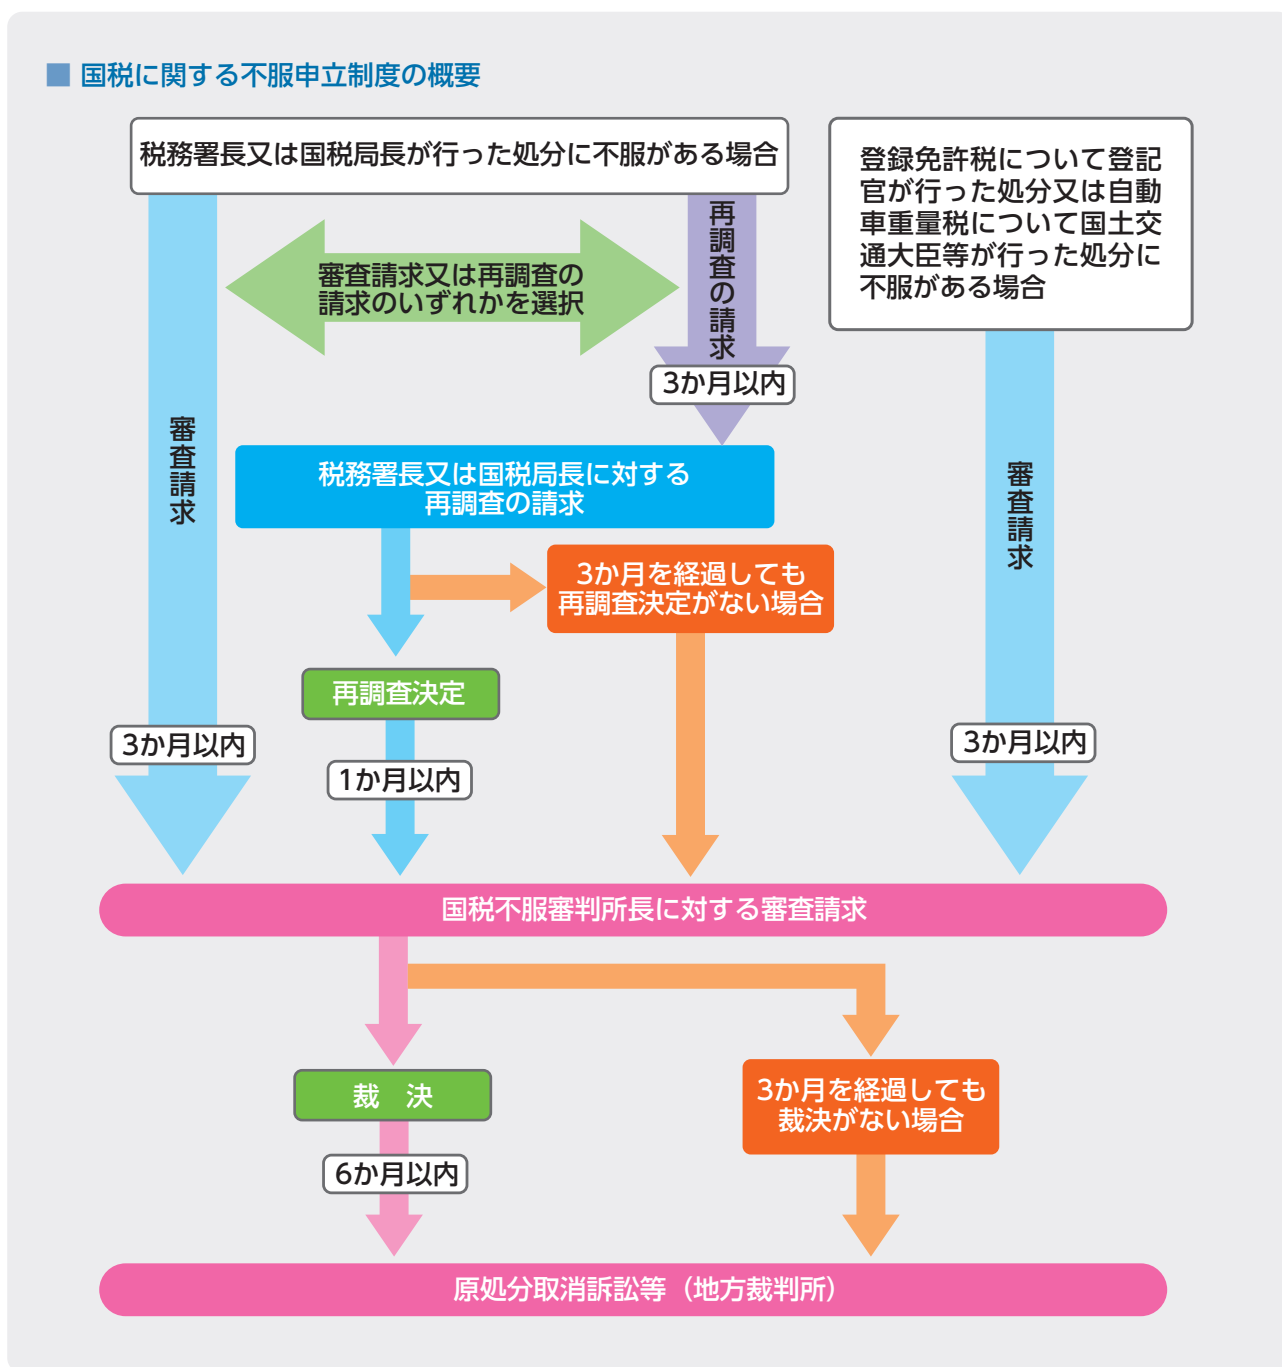 国税に関する不服申立制度の概要
税務署長又は国税局長が行った処分に不服がある場合
登録免許税について登記
官が行った処分又は自動
車重量税について国土交
通大臣等が行った処分に
不服がある場合
審査請求又は再調査の
請求のいずれかを選択
再調査の請求
3か月以内
審査請求
税務署長又は国税局長に対する
再調査の請求
審査請求
3か月を経過しても
再調査決定がない場合
再調査決定
3か月以内
1か月以内
3か月以内
国税不服審判所長に対する審査請求
裁 決
3か月を経過しても
裁決がない場合
6か月以内
原処分取消訴訟等（地方裁判所）